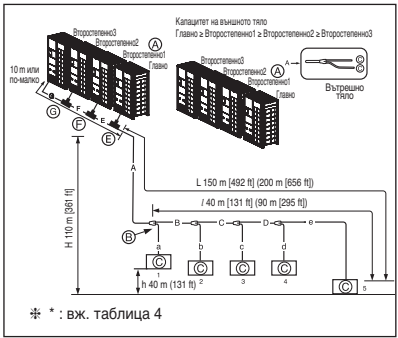 Капацитет на външното тяло
Главно ≥ Второстепенно1 ≥ Второстепенно2 ≥ Второстепенно3
Второстепенно3
Второстепенно2
Второстепенно1
Главно
A
10 m или
по-малко
G
F
E
G
F
E
Второстепенно3
Второстепенно2
Второстепенно1
Главно
A
A
C
C
Вътрешно
тяло
A
L 150 m [492 ft] (200 m [656 ft])
l 40 m [131 ft] (90 m [295 ft])
H 110 m [361 ft]
B
B
C
D
e
a
b
c
d
C
C
C
C
C
1
2
3
4
5
h 40 m (131 ft)
❈ * : вж. таблица 4